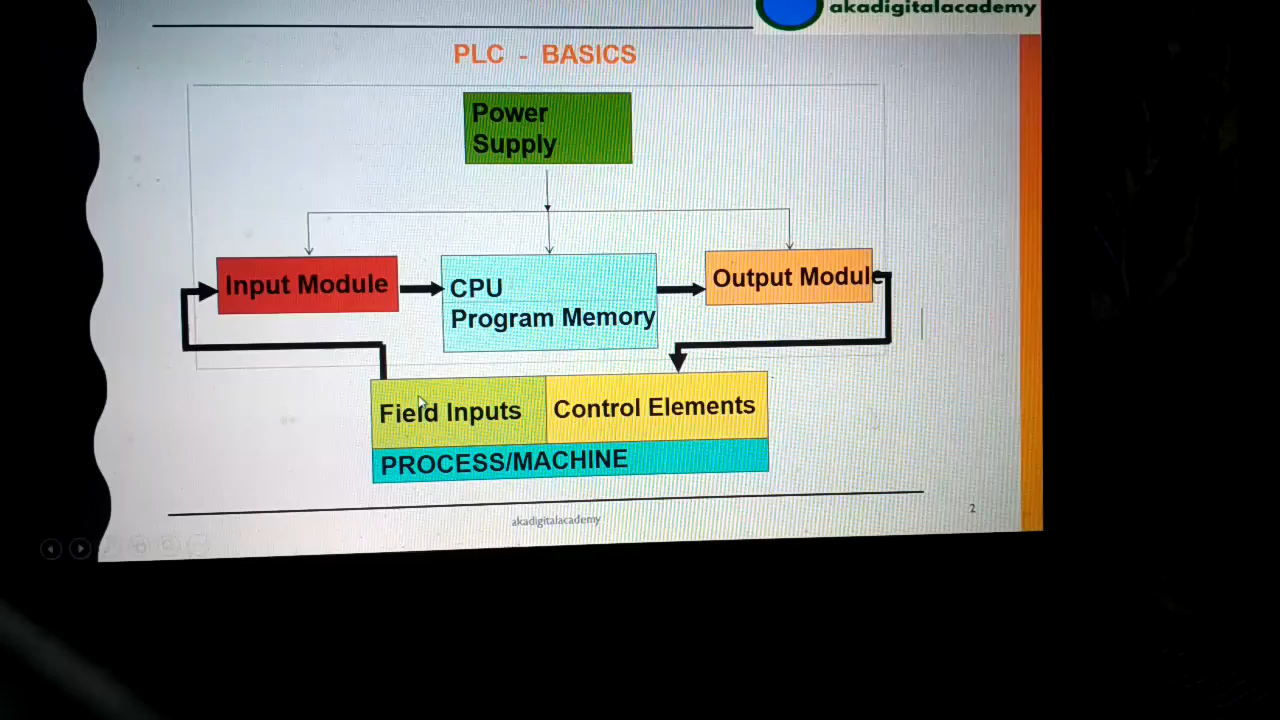 akadigitalacademy
PLC - BASICS
Power
Supply
Input Module
CPU
Program Memory
Output Module
Field Inputs
Control Elements
PROCESS/MACHINE
akadigitalacademy
2